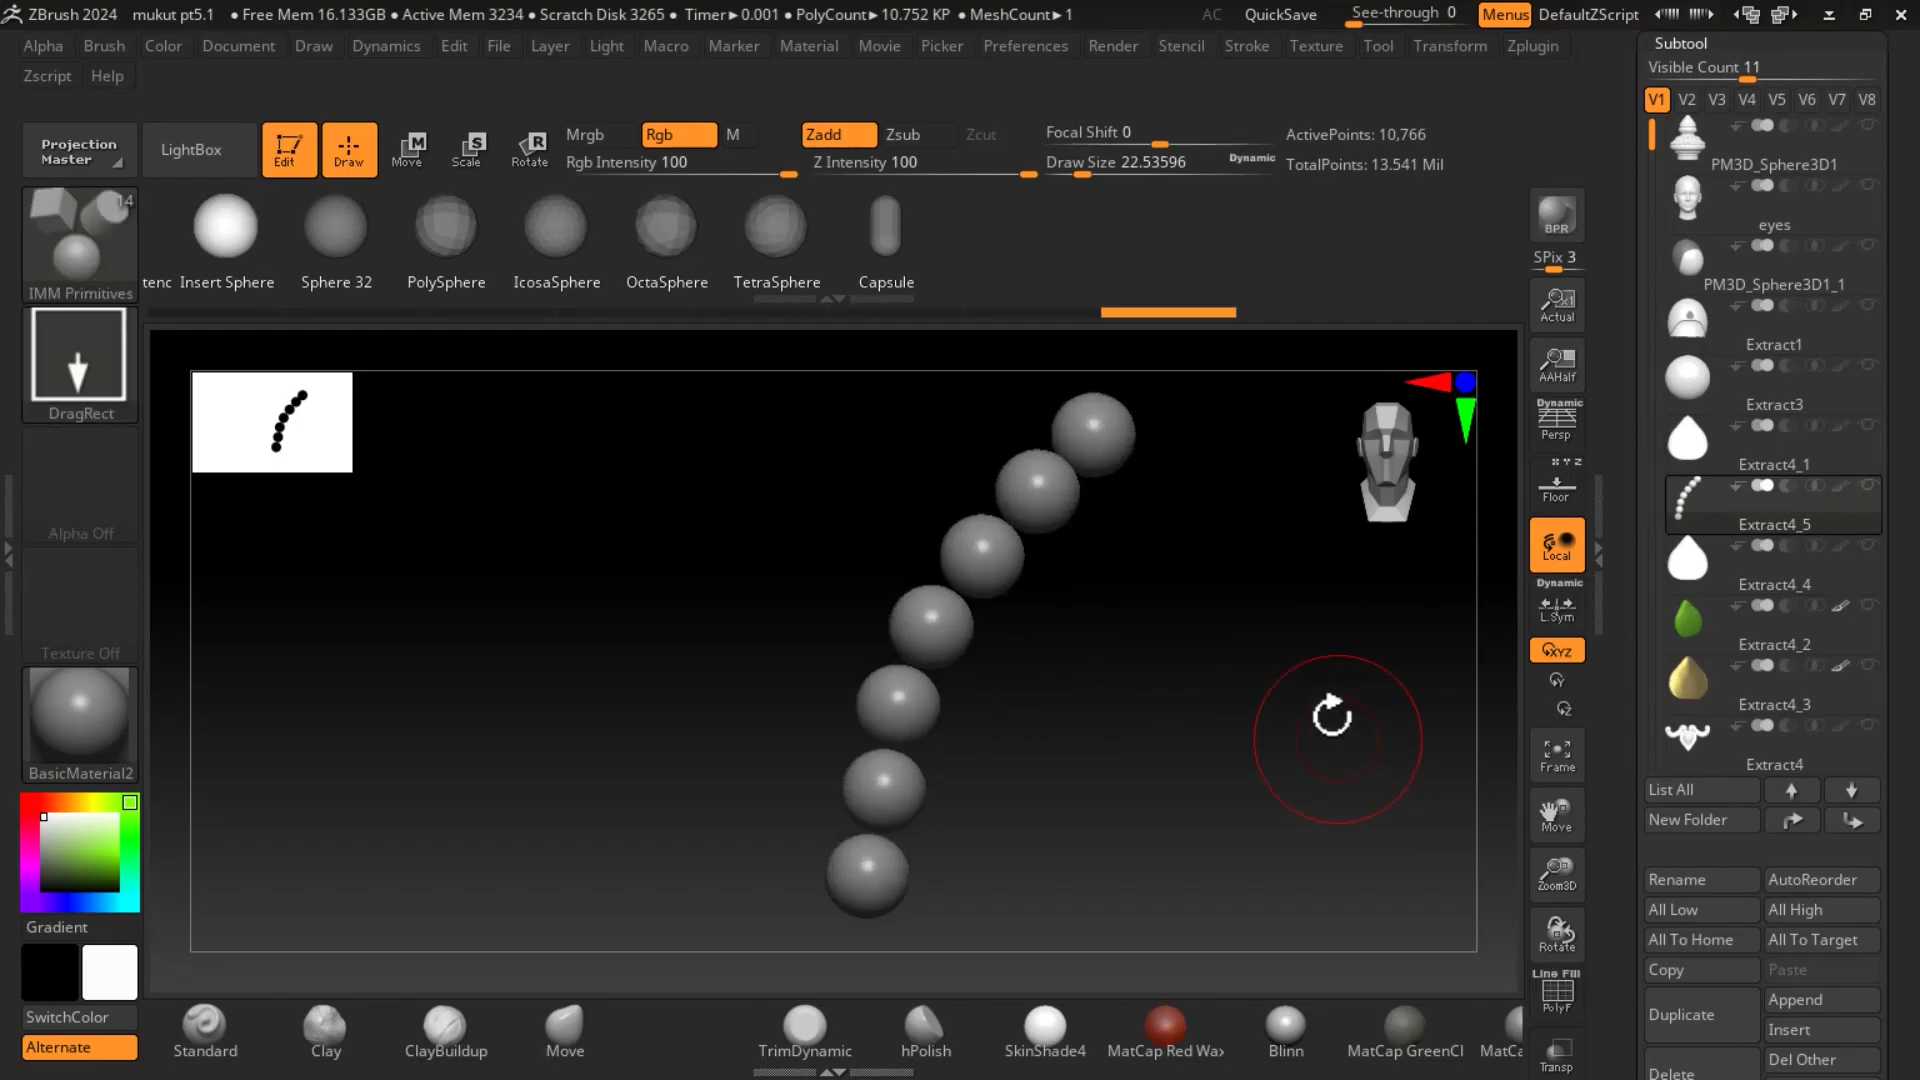 ZBrush 2024 mukut pt5.1 • Free Mem 16.133GB • Active Mem 3234 • Scratch Disk 3265 • Timer▶0.001 • PolyCount▶10.752 KP • MeshCount▶1 AC QuickSave See-through 0 Menus DefaultZScript
Alpha Brush Color Document Draw Dynamics Edit File Layer Light Macro Marker Material Movie Picker Preferences Render Stencil Stroke Texture Tool Transform Zplugin
Zscript Help
Projection Master
LightBox
Edit
Draw
Move
Scale
Rotate
Mrgb Rgb M
Rgb Intensity 100
Zadd Zsub Zcut
Z Intensity 100
Focal Shift 0
Draw Size 22.53596 Dynamic
ActivePoints: 10,766
TotalPoints: 13.541 Mil
14
IMM Primitives
tenc Insert Sphere Sphere 32 PolySphere IcosaSphere OctaSphere TetraSphere Capsule
DragRect
Alpha Off
Texture Off
BasicMaterial2
Gradient
SwitchColor
Alternate
Standard Clay ClayBuildup Move TrimDynamic hPolish SkinShade4 MatCap Red Wax Blinn MatCap GreenCl MatCa
BPR
SPix 3
Actual
AAHalf
Dynamic
Persp
X Y Z
Floor
Local
Dynamic
L.Sym
XYZ
Y
Z
Frame
Move
Zoom3D
Rotate
Line Fill
PolyF
Transp
Subtool
Visible Count 11
V1 V2 V3 V4 V5 V6 V7 V8
PM3D_Sphere3D1
eyes
PM3D_Sphere3D1_1
Extract1
Extract3
Extract4_1
Extract4_5
Extract4_4
Extract4_2
Extract4_3
Extract4
List All
New Folder
Rename AutoReorder
All Low All High
All To Home All To Target
Copy Paste
Duplicate Append
Insert
Delete Del Other